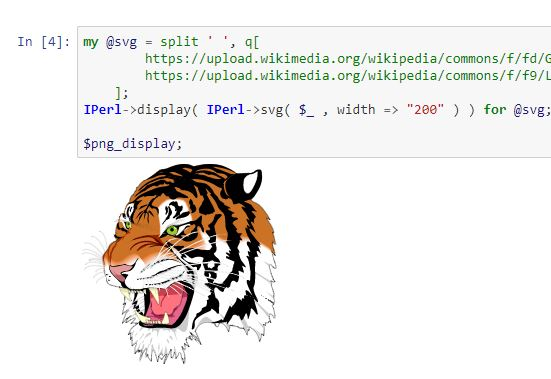 In [4]: my @svg = split ' ', q[
https://upload.wikimedia.org/wikipedia/commons/f/fd/G
https://upload.wikimedia.org/wikipedia/commons/f/f9/L
];
IPerl->display( IPerl->svg( $_ , width => "200" ) ) for @svg;
$png_display;